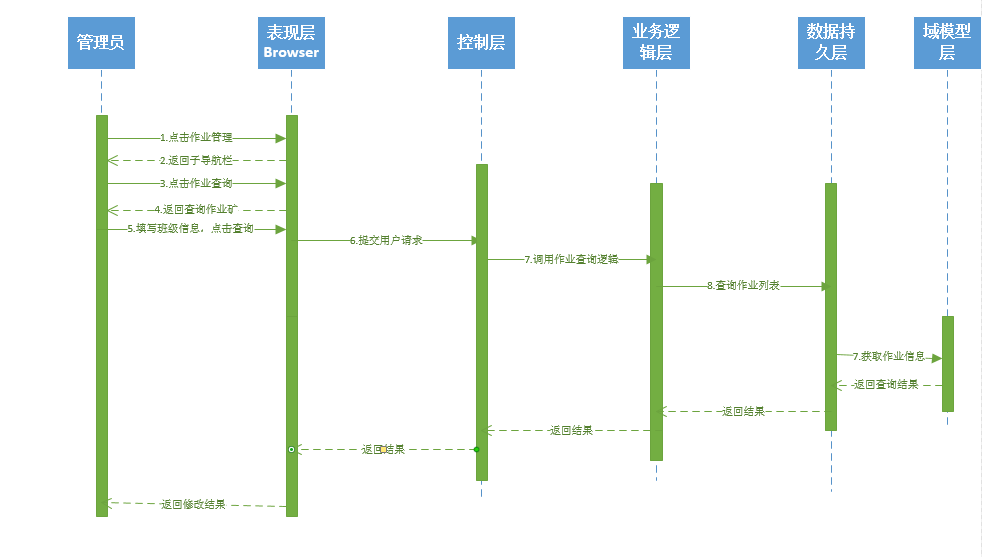 管理员
表现层
Browser
控制层
业务逻
辑层
数据持
久层
域模型
层
1.点击作业管理
2.返回子导航栏
3.点击作业查询
4.返回查询作业矿
5.填写班级信息，点击查询
6.提交用户请求
7.调用作业查询逻辑
8.查询作业列表
7.获取作业信息
返回查询结果
返回结果
返回结果
返回结果
返回修改结果